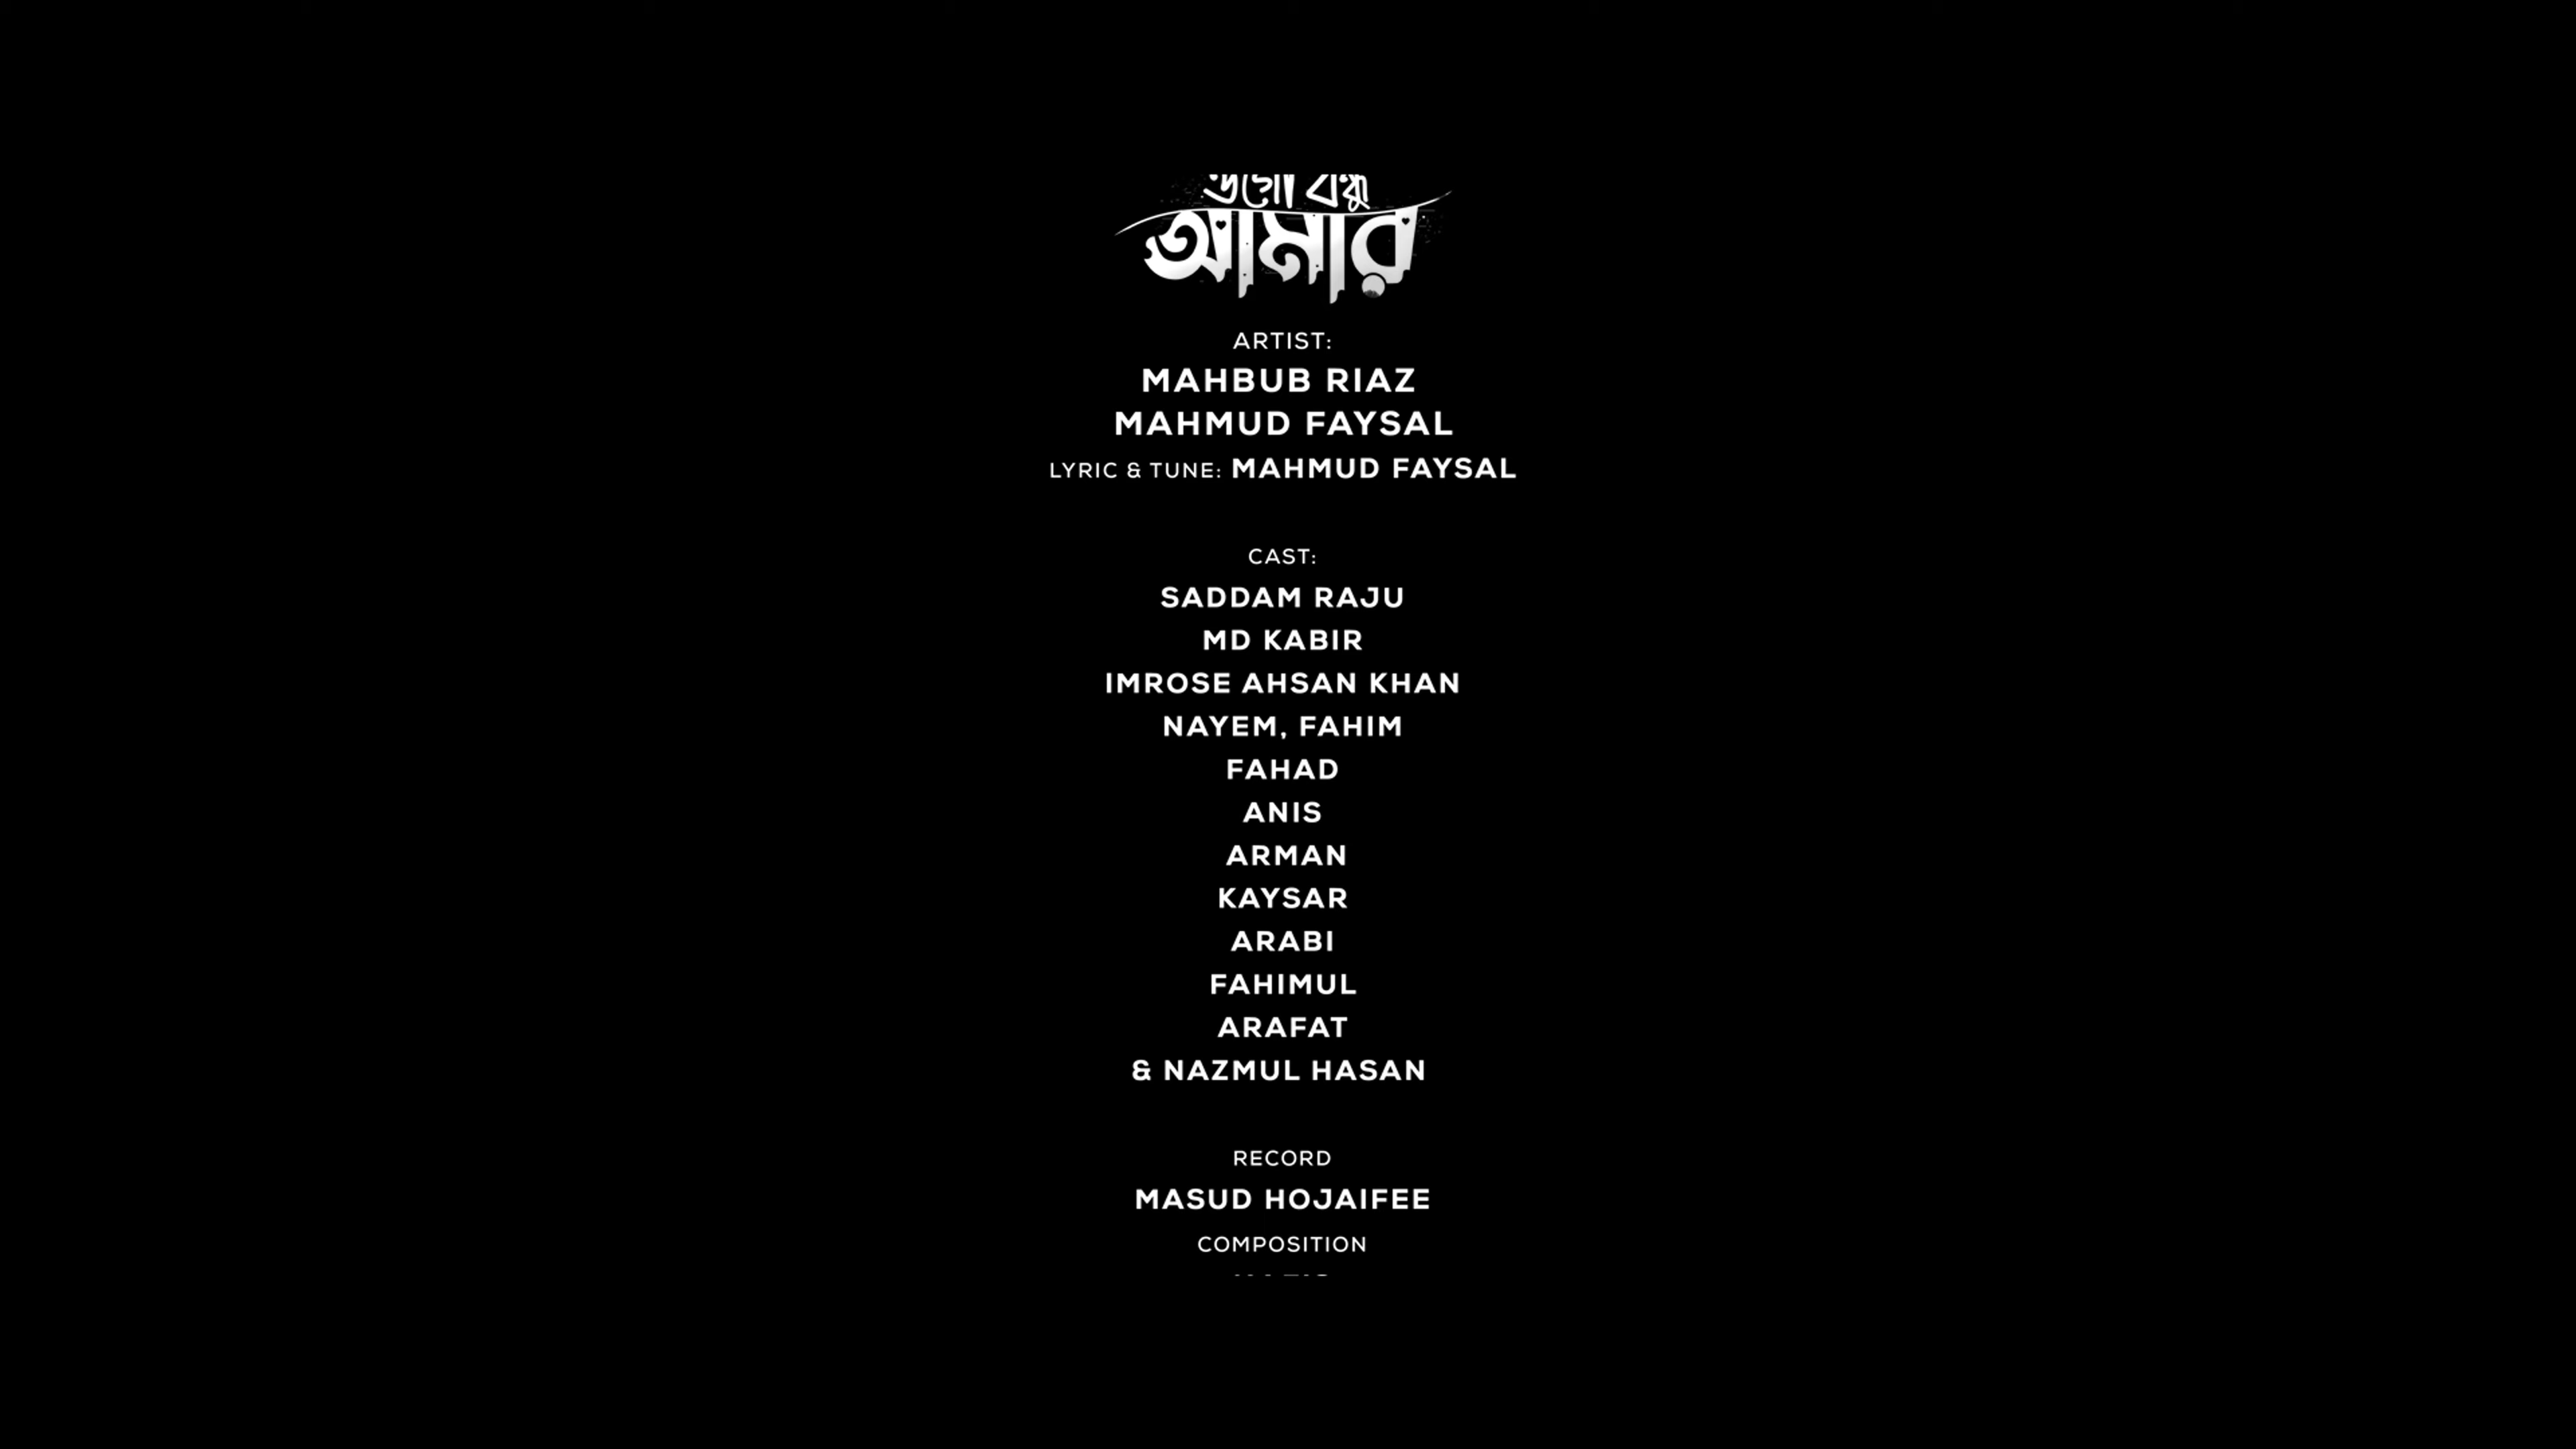 ওগো বন্ধু
আমার
ARTIST:
MAHBUB RIAZ
MAHMUD FAYSAL
LYRIC & TUNE: MAHMUD FAYSAL
CAST:
SADDAM RAJU
MD KABIR
IMROSE AHSAN KHAN
NAYEM, FAHIM
FAHAD
ANIS
ARMAN
KAYSAR
ARABI
FAHIMUL
ARAFAT
& NAZMUL HASAN
RECORD
MASUD HOJAIFEE
COMPOSITION